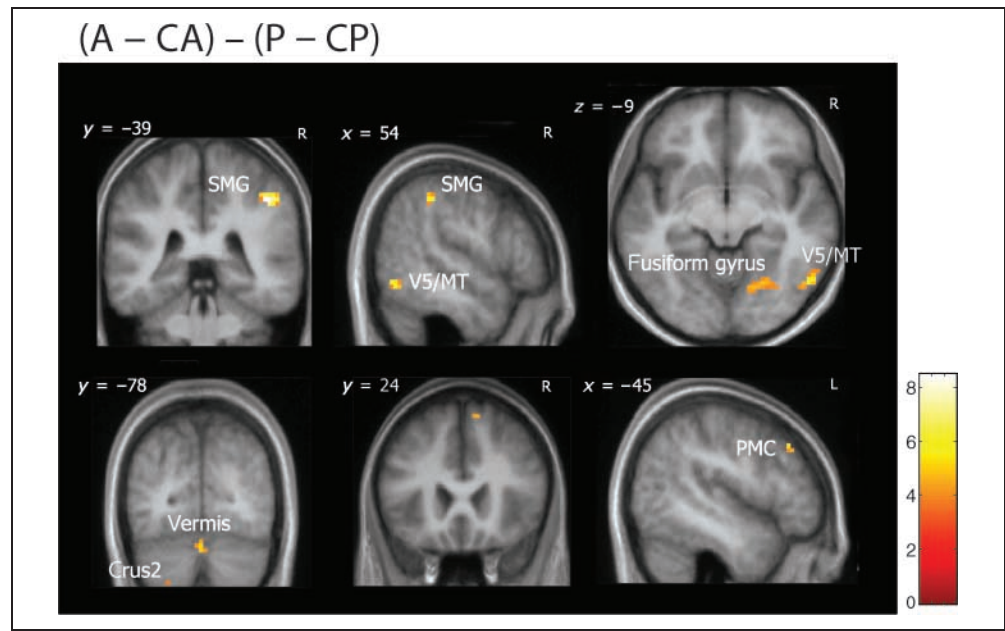 (A – CA) – (P – CP)
y = –39
R
SMG
x = 54
R
SMG
V5/MT
z = –9
R
Fusiform gyrus
V5/MT
y = –78
Vermis
Crus2
y = 24
R
x = –45
L
PMC
8
6
4
2
0